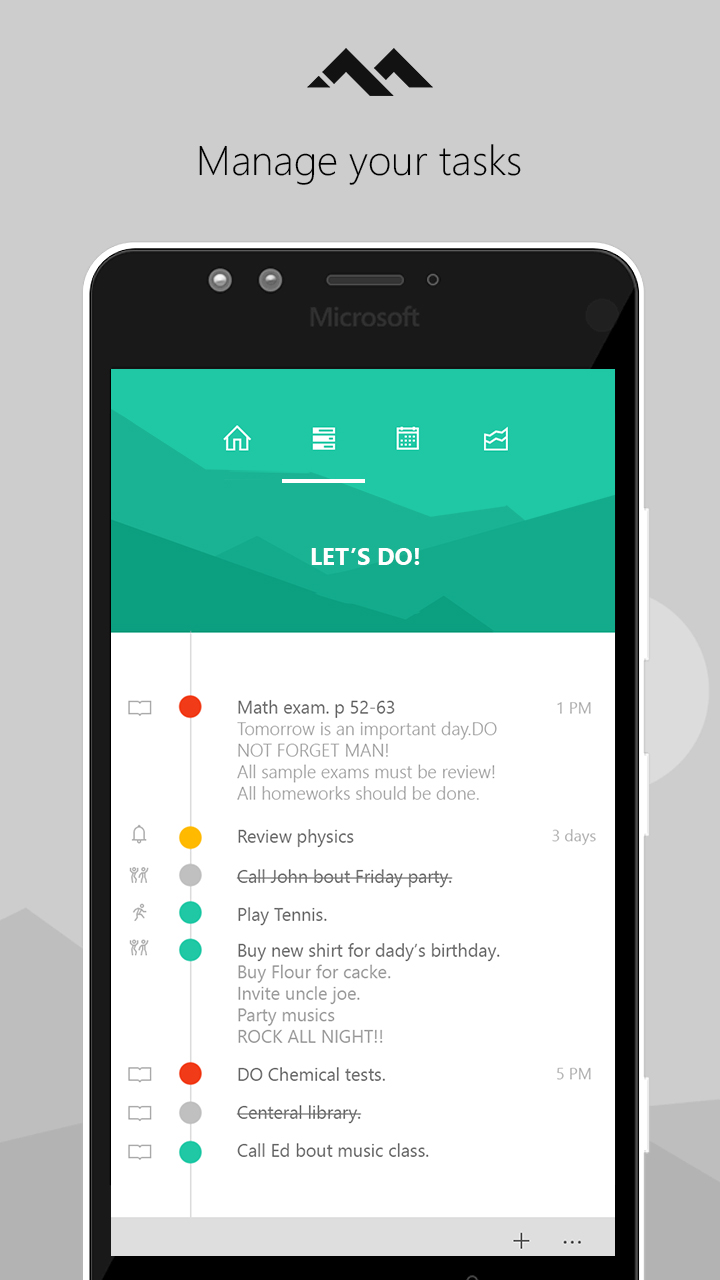 Manage your tasks
Microsoft
LET'S DO!
Math exam. p 52-63
1 PM
Tomorrow is an important day.DO
NOT FORGET MAN!
All sample exams must be review!
All homeworks should be done.
Review physics
3 days
Call John bout Friday party.
Play Tennis.
Buy new shirt for dady's birthday.
Buy Flour for cacke.
Invite uncle joe.
Party musics
ROCK ALL NIGHT!!
DO Chemical tests.
5 PM
Centeral library.
Call Ed bout music class.